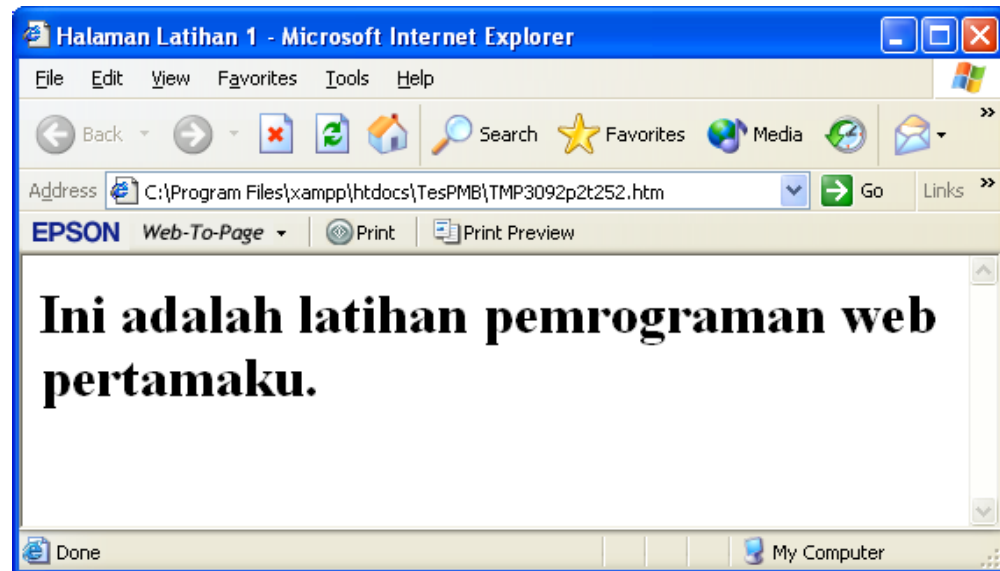 Halaman Latihan 1 - Microsoft Internet Explorer
File Edit View Favorites Tools Help
Back Search Favorites Media »
Address C:\Program Files\xampp\htdocs\TesPMB\TMP3092p2t252.htm Go Links »
EPSON Web-To-Page Print Print Preview
Ini adalah latihan pemrograman web
pertamaku.
Done My Computer